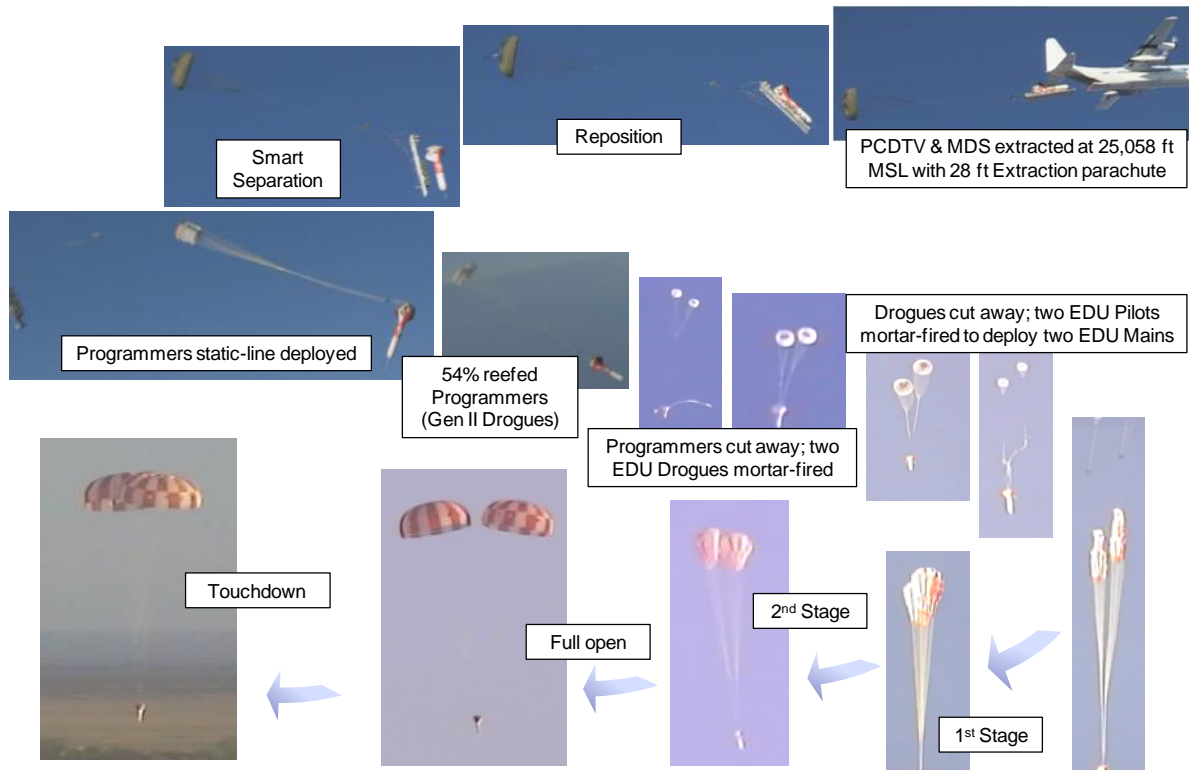 PCDTV & MDS extracted at 25,058 ft
MSL with 28 ft Extraction parachute
Reposition
Smart
Separation
Programmers static-line deployed
54% reefed
Programmers
(Gen II Drogues)
Programmers cut away; two
EDU Drogues mortar-fired
Drogues cut away; two EDU Pilots
mortar-fired to deploy two EDU Mains
1st Stage
2nd Stage
Full open
Touchdown